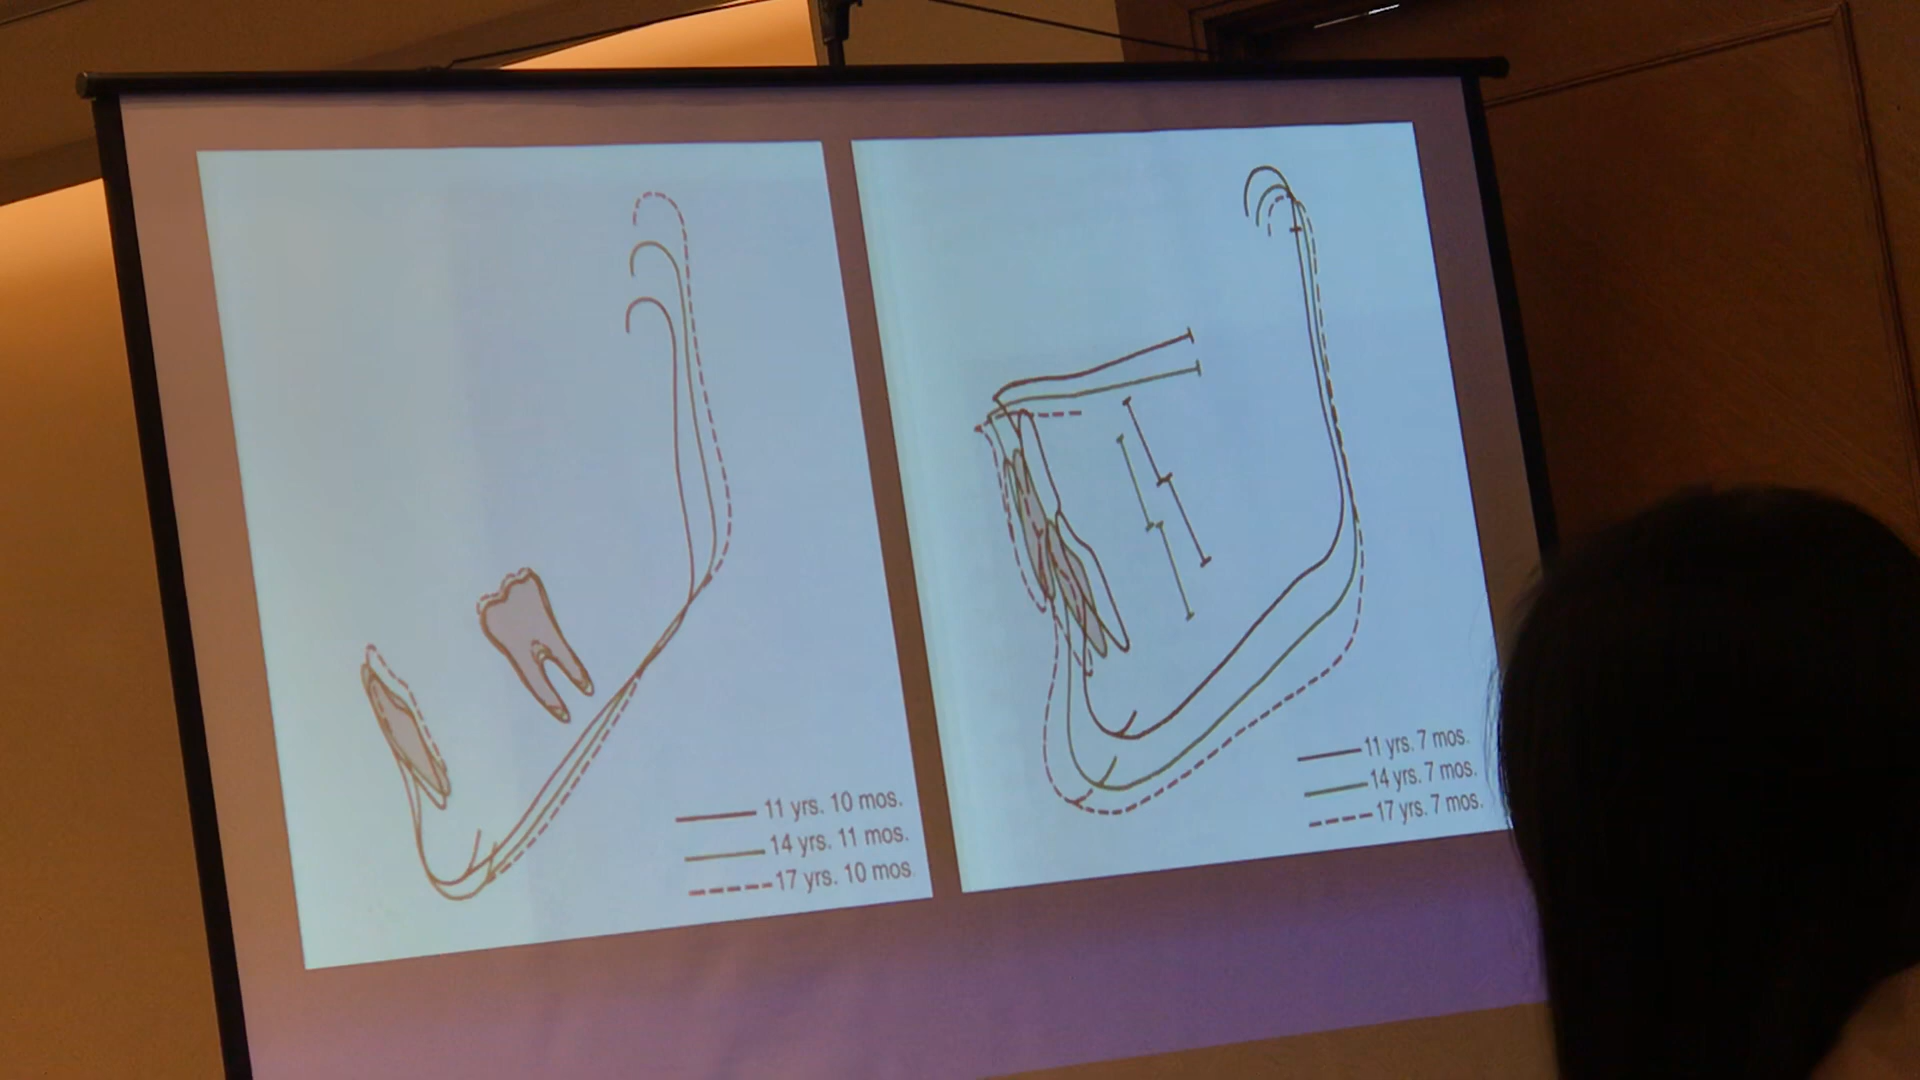 11 yrs. 10 mos.
14 yrs. 11 mos.
17 yrs. 10 mos.
11 yrs. 7 mos.
14 yrs. 7 mos.
17 yrs. 7 mos.